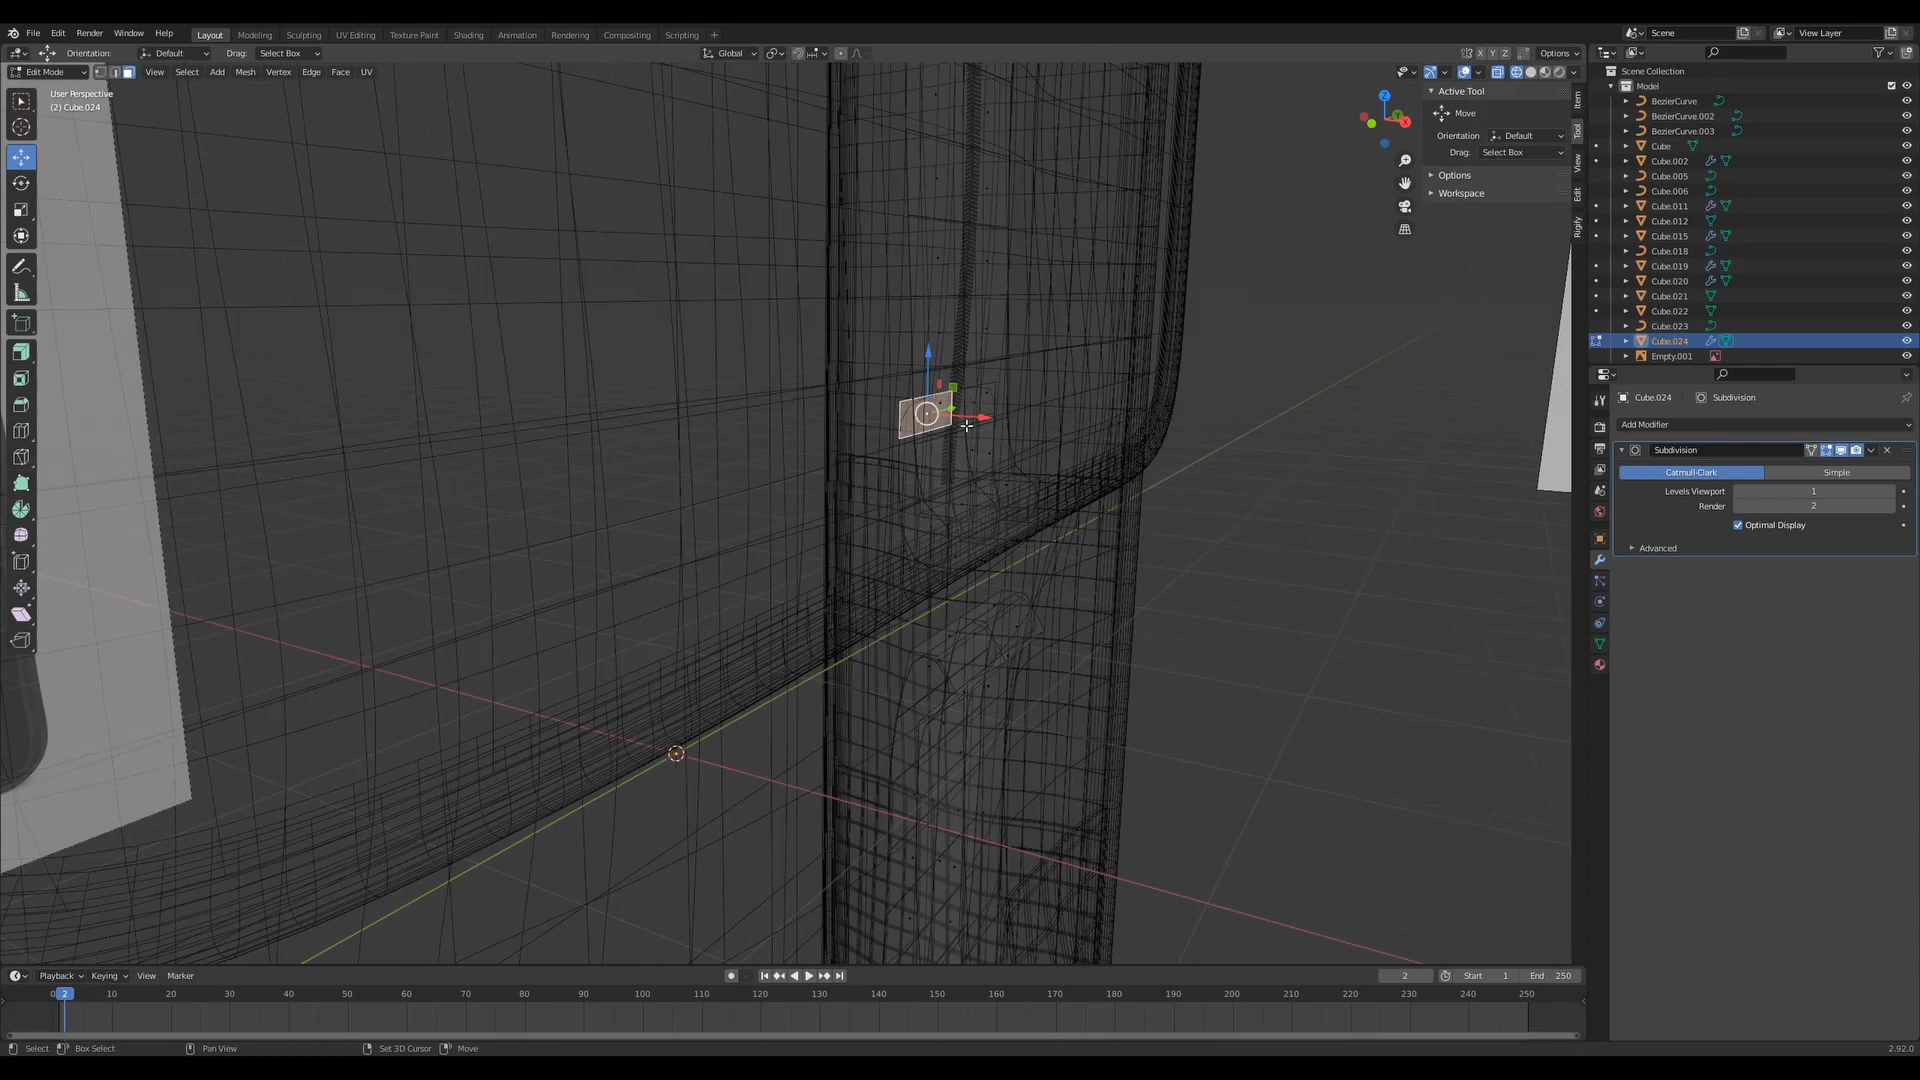 File Edit Render Window Help Layout Modeling Sculpting UV Editing Texture Paint Shading Animation Rendering Compositing Scripting + Scene View Layer
Orientation: Default Drag: Select Box Global X Y Z Options
Edit Mode View Select Add Mesh Vertex Edge Face UV
User Perspective
(2) Cube.024
Z
Y
X
Active Tool
Move
Orientation Default
Drag: Select Box
Options
Workspace
Item
Tool
View
Edit
Rigify
Scene Collection
Model
BezierCurve
BezierCurve.002
BezierCurve.003
Cube
Cube.002
Cube.005
Cube.006
Cube.011
Cube.012
Cube.015
Cube.018
Cube.019
Cube.020
Cube.021
Cube.022
Cube.023
Cube.024
Empty.001
Cube.024 Subdivision
Add Modifier
Subdivision
Catmull-Clark Simple
Levels Viewport 1
Render 2
Optimal Display
Advanced
Playback Keying View Marker 2 Start 1 End 250
0 2 10 20 30 40 50 60 70 80 90 100 110 120 130 140 150 160 170 180 190 200 210 220 230 240 250
Select Box Select Pan View Set 3D Cursor Move 2.92.0